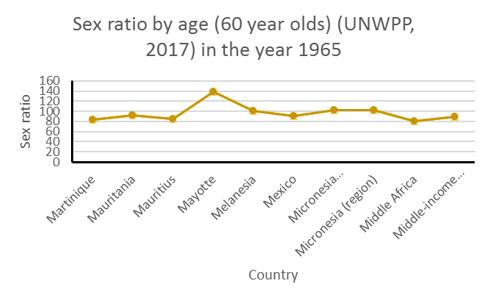 Sex ratio by age (60 year olds) (UNWPP,
2017) in the year 1965
Sex ratio
160
140
120
100
80
60
40
20
0
Martinique
Mauritania
Mauritius
Mayotte
Melanesia
Mexico
Micronesia...
Micronesia (region)
Middle Africa
Middle-income...
Country